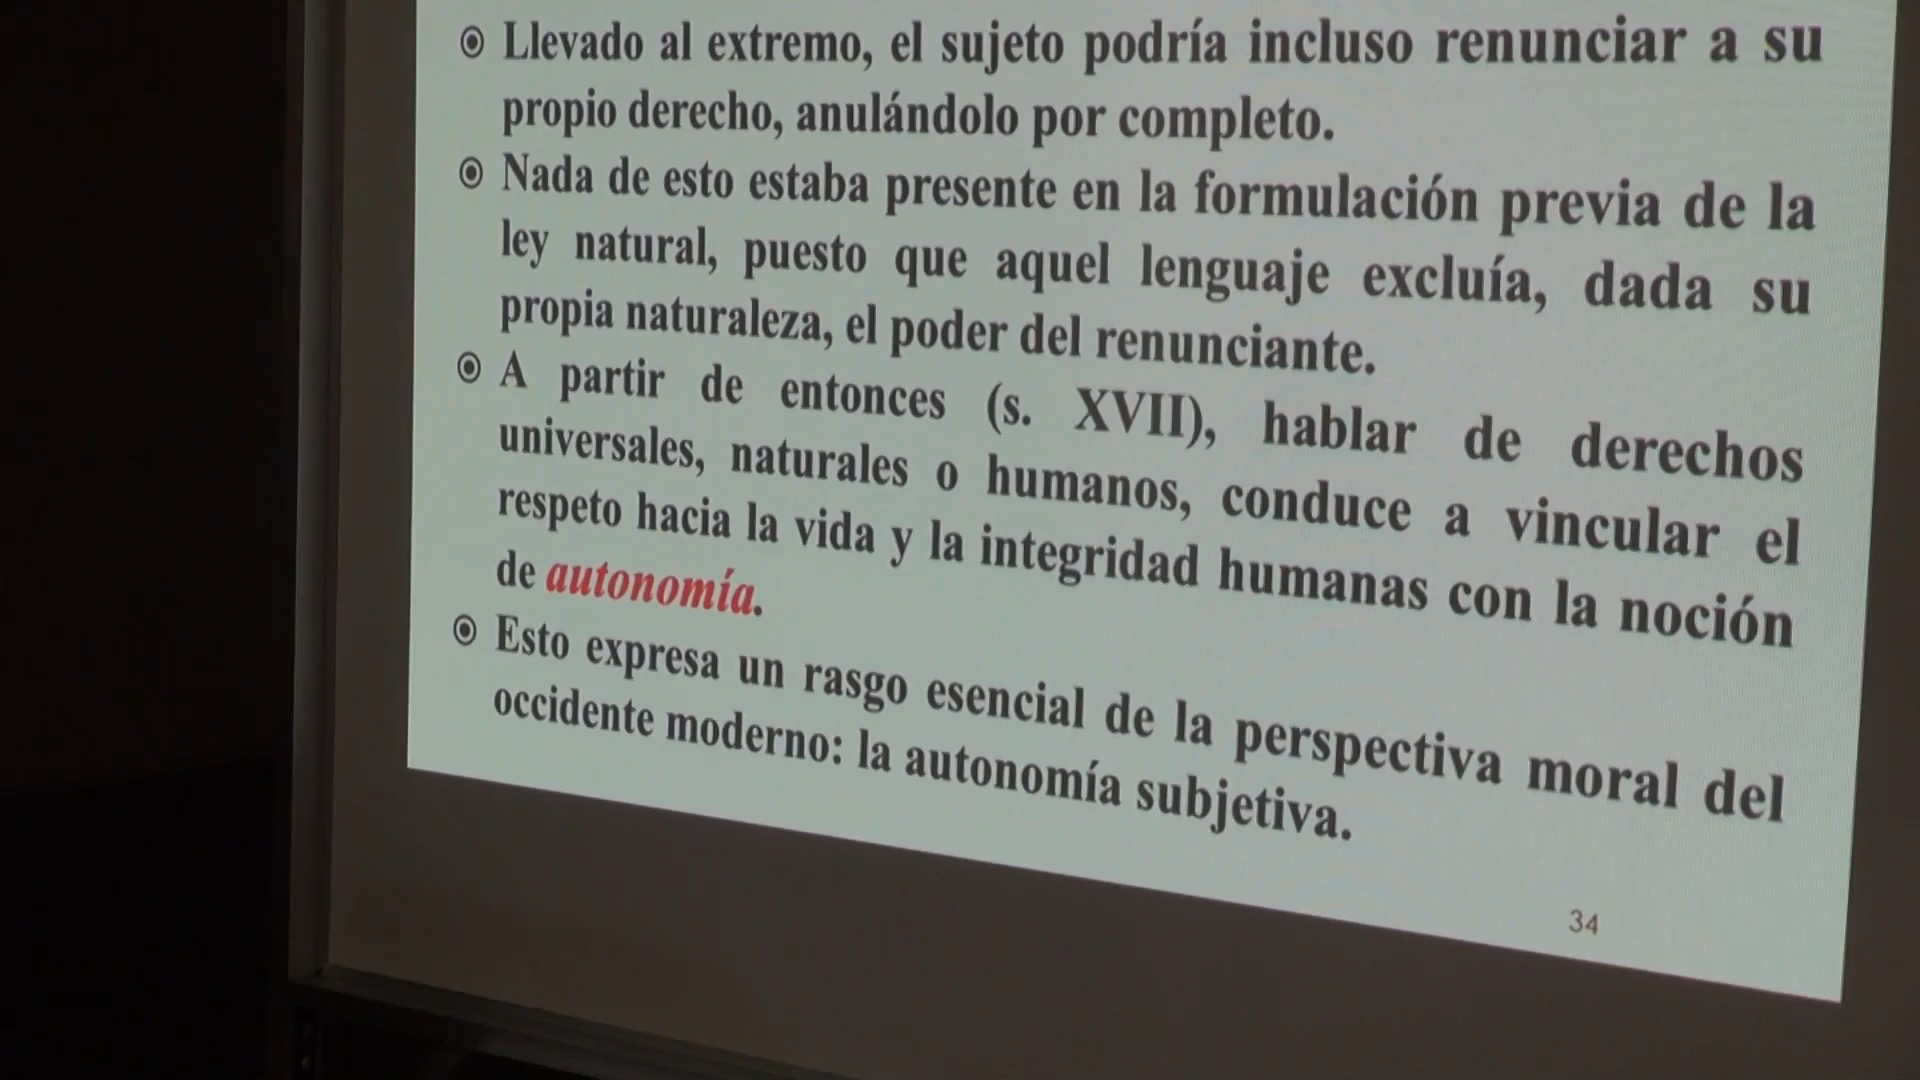 Llevado al extremo, el sujeto podría incluso renunciar a su
propio derecho, anulándolo por completo.
Nada de esto estaba presente en la formulación previa de la
ley natural, puesto que aquel lenguaje excluía, dada su
propia naturaleza, el poder del renunciante.
A partir de entonces (s. XVII), hablar de derechos
universales, naturales o humanos, conduce a vincular el
respeto hacia la vida y la integridad humanas con la noción
de autonomía.
Esto expresa un rasgo esencial de la perspectiva moral del
occidente moderno: la autonomía subjetiva.
34